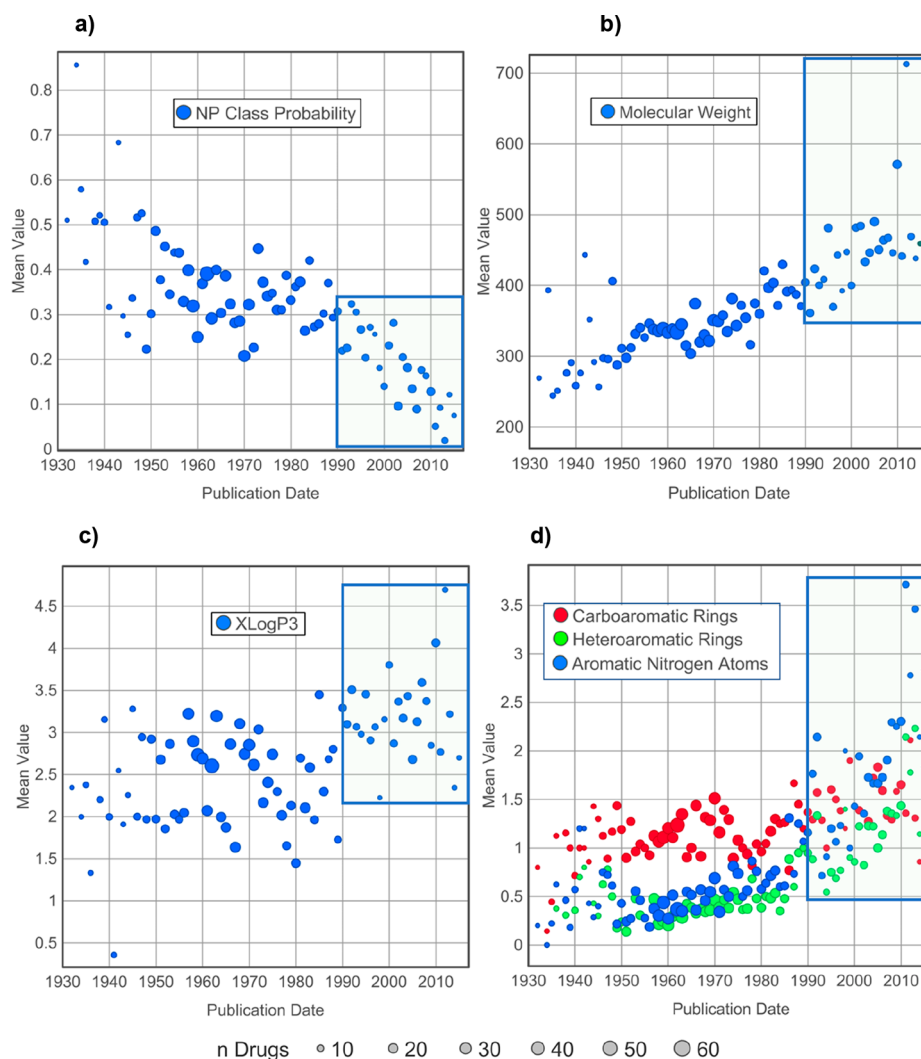 a)
NP Class Probability
Mean Value
0.8
0.7
0.6
0.5
0.4
0.3
0.2
0.1
0
1930 1940 1950 1960 1970 1980 1990 2000 2010
Publication Date
b)
Molecular Weight
Mean Value
700
600
500
400
300
200
1930 1940 1950 1960 1970 1980 1990 2000 2010
Publication Date
c)
XLogP3
Mean Value
4.5
4
3.5
3
2.5
2
1.5
1
0.5
1930 1940 1950 1960 1970 1980 1990 2000 2010
Publication Date
d)
Carboaromatic Rings
Heteroaromatic Rings
Aromatic Nitrogen Atoms
Mean Value
3.5
3
2.5
2
1.5
1
0.5
0
1930 1940 1950 1960 1970 1980 1990 2000 2010
Publication Date
n Drugs 10 20 30 40 50 60